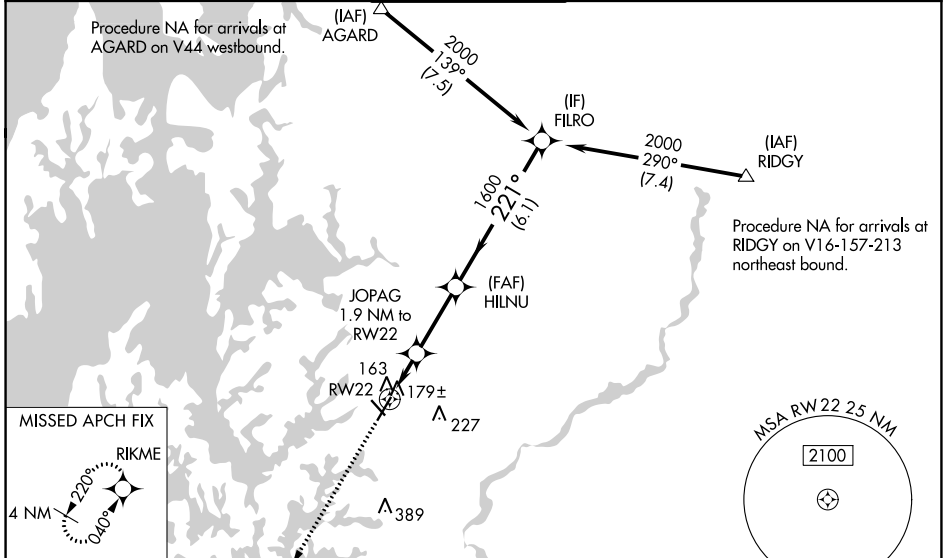 Procedure NA for arrivals at
AGARD on V44 westbound.
(IAF)
AGARD
2000
139°
(7.5)
(IF)
FILRO
2000
290°
(7.4)
(IAF)
RIDGY
1600
221°
(6.1)
Procedure NA for arrivals at
RIDGY on V16-157-213
northeast bound.
(FAF)
HILNU
JOPAG
1.9 NM to
RW22
163
RW22
179±
227
389
MISSED APCH FIX
RIKME
220°
4 NM
040°
MSA RW 22 25 NM
2100